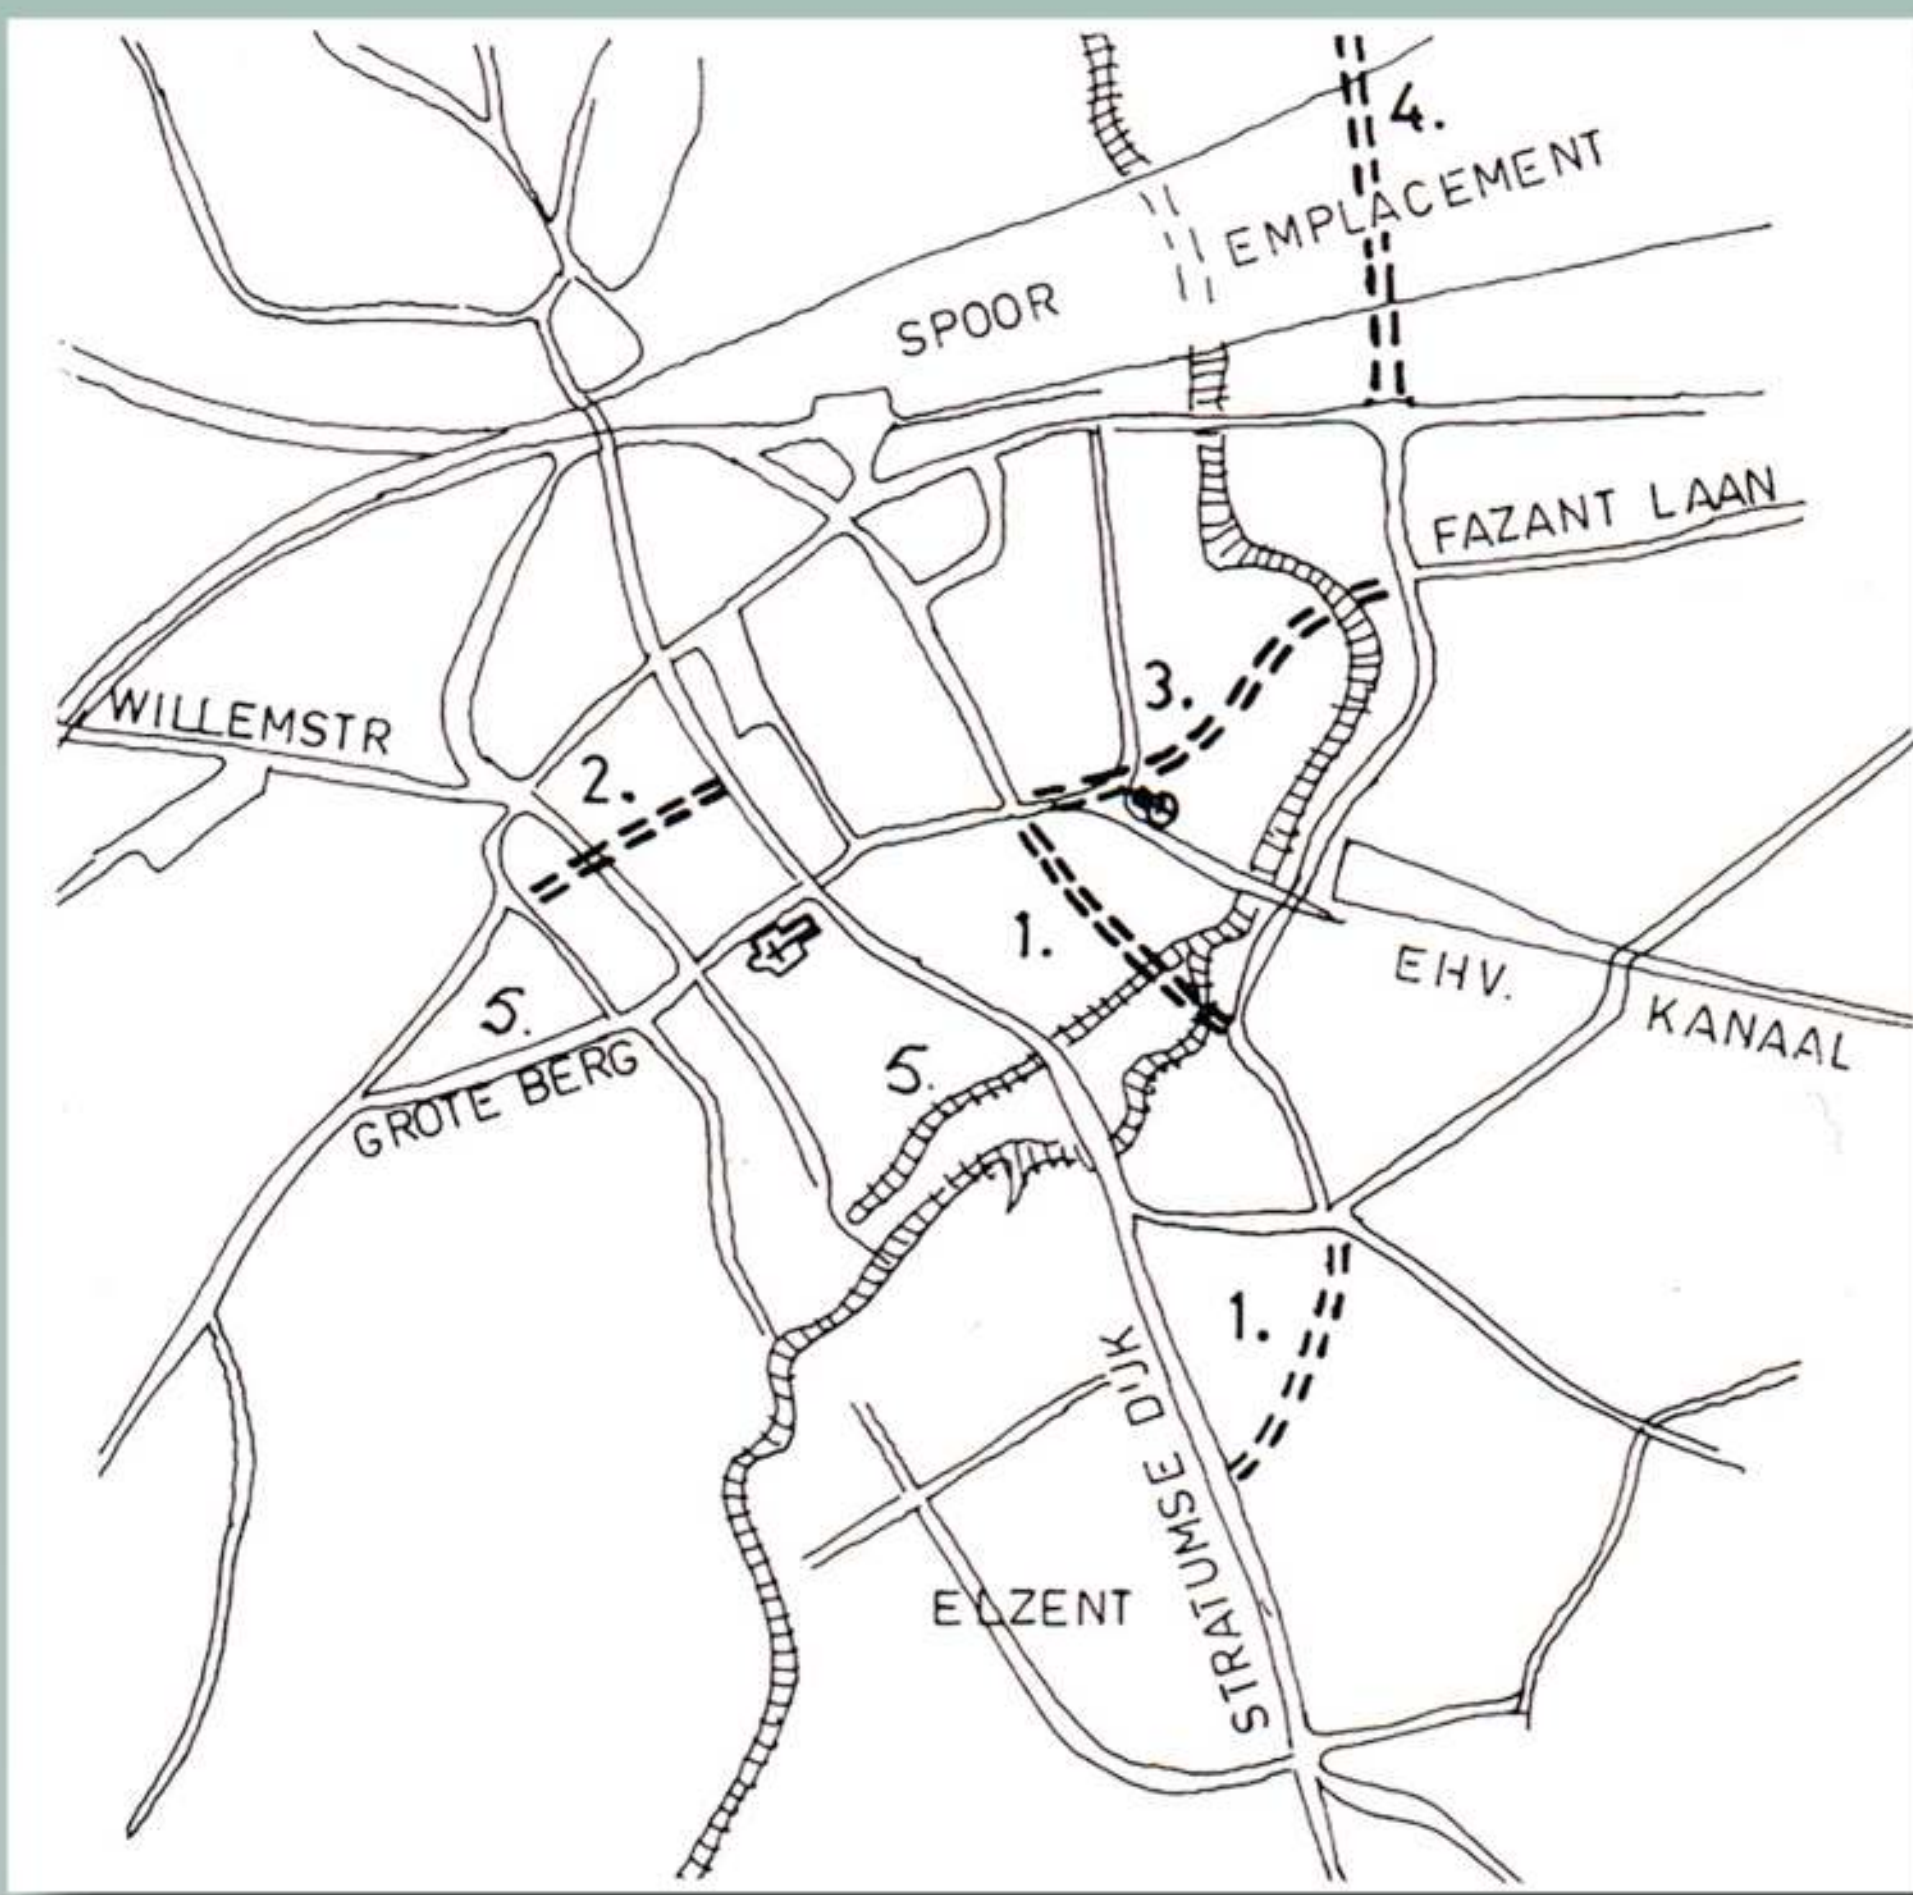 4.
EMPLACEMENT
SPOOR
FAZANT LAAN
WILLEMSTR
3.
2.
1.
EHV.
KANAAL
5.
5.
GROTE BERG
1.
STRATUMSE DIJK
ELZENT